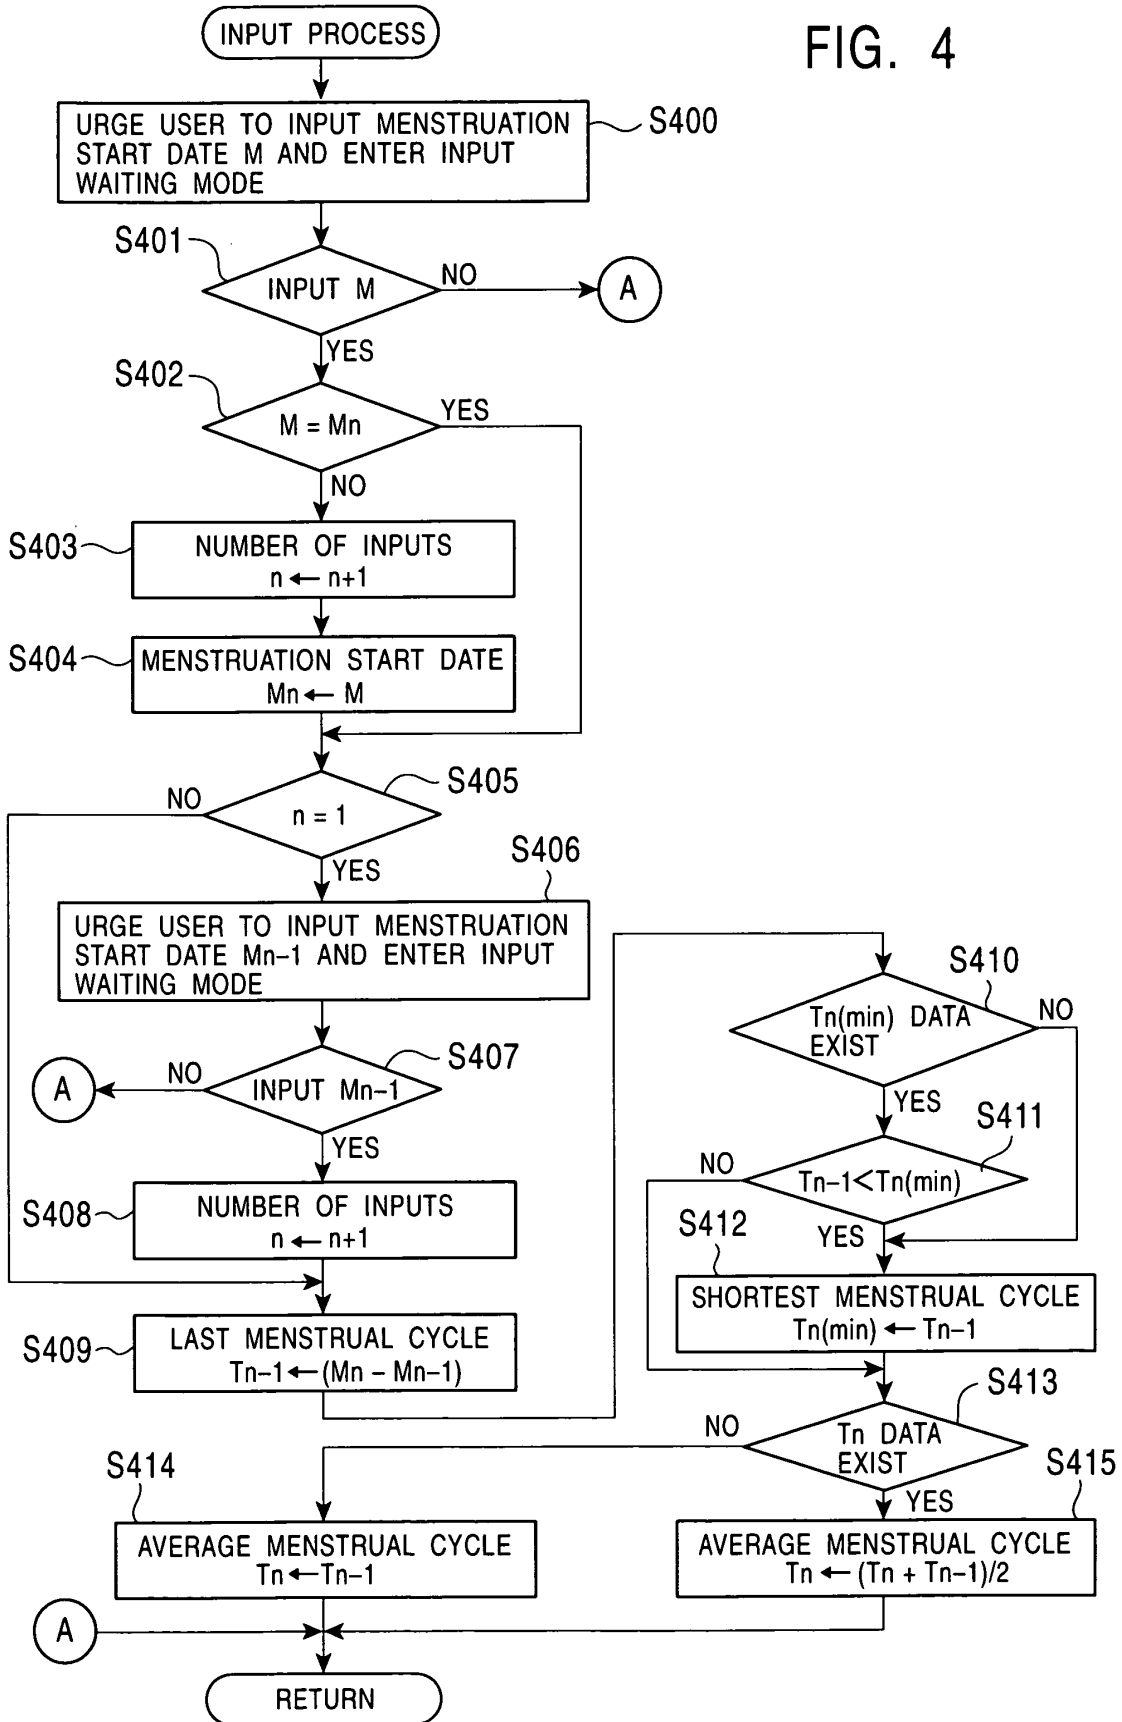 INPUT PROCESS
FIG. 4
URGE USER TO INPUT MENSTRUATION
START DATE M AND ENTER INPUT
WAITING MODE
S400
S401
INPUT M
NO
A
YES
S402
M = Mn
YES
NO
S403
NUMBER OF INPUTS
n ← n+1
S404
MENSTRUATION START DATE
Mn ← M
S405
NO
n = 1
YES
S406
URGE USER TO INPUT MENSTRUATION
START DATE Mn-1 AND ENTER INPUT
WAITING MODE
S407
A
NO
INPUT Mn-1
YES
S408
NUMBER OF INPUTS
n ← n+1
S409
LAST MENSTRUAL CYCLE
Tn-1 ← (Mn - Mn-1)
S410
Tn(min) DATA
EXIST
NO
YES
S411
NO
Tn-1<Tn(min)
YES
S412
SHORTEST MENSTRUAL CYCLE
Tn(min) ← Tn-1
S413
NO
Tn DATA
EXIST
YES
S414
AVERAGE MENSTRUAL CYCLE
Tn ← Tn-1
S415
AVERAGE MENSTRUAL CYCLE
Tn ← (Tn + Tn-1)/2
A
RETURN